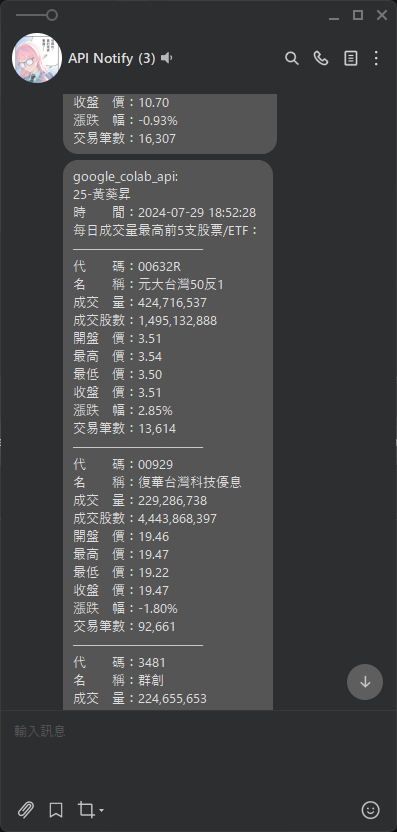 API Notify (3)
收盤　價：10.70
漲跌　幅：-0.93%
交易筆數：16,307
google_colab_api:
25-黃葵昇
時　　間：2024-07-29 18:52:28
每日成交量最高前5支股票/ETF：
代　　碼：00632R
名　　稱：元大台灣50反1
成交　量：424,716,537
成交股數：1,495,132,888
開盤　價：3.51
最高　價：3.54
最低　價：3.50
收盤　價：3.51
漲跌　幅：2.85%
交易筆數：13,614
代　　碼：00929
名　　稱：復華台灣科技優息
成交　量：229,286,738
成交股數：4,443,868,397
開盤　價：19.46
最高　價：19.47
最低　價：19.22
收盤　價：19.47
漲跌　幅：-1.80%
交易筆數：92,661
代　　碼：3481
名　　稱：群創
成交　量：224,655,653
輸入訊息